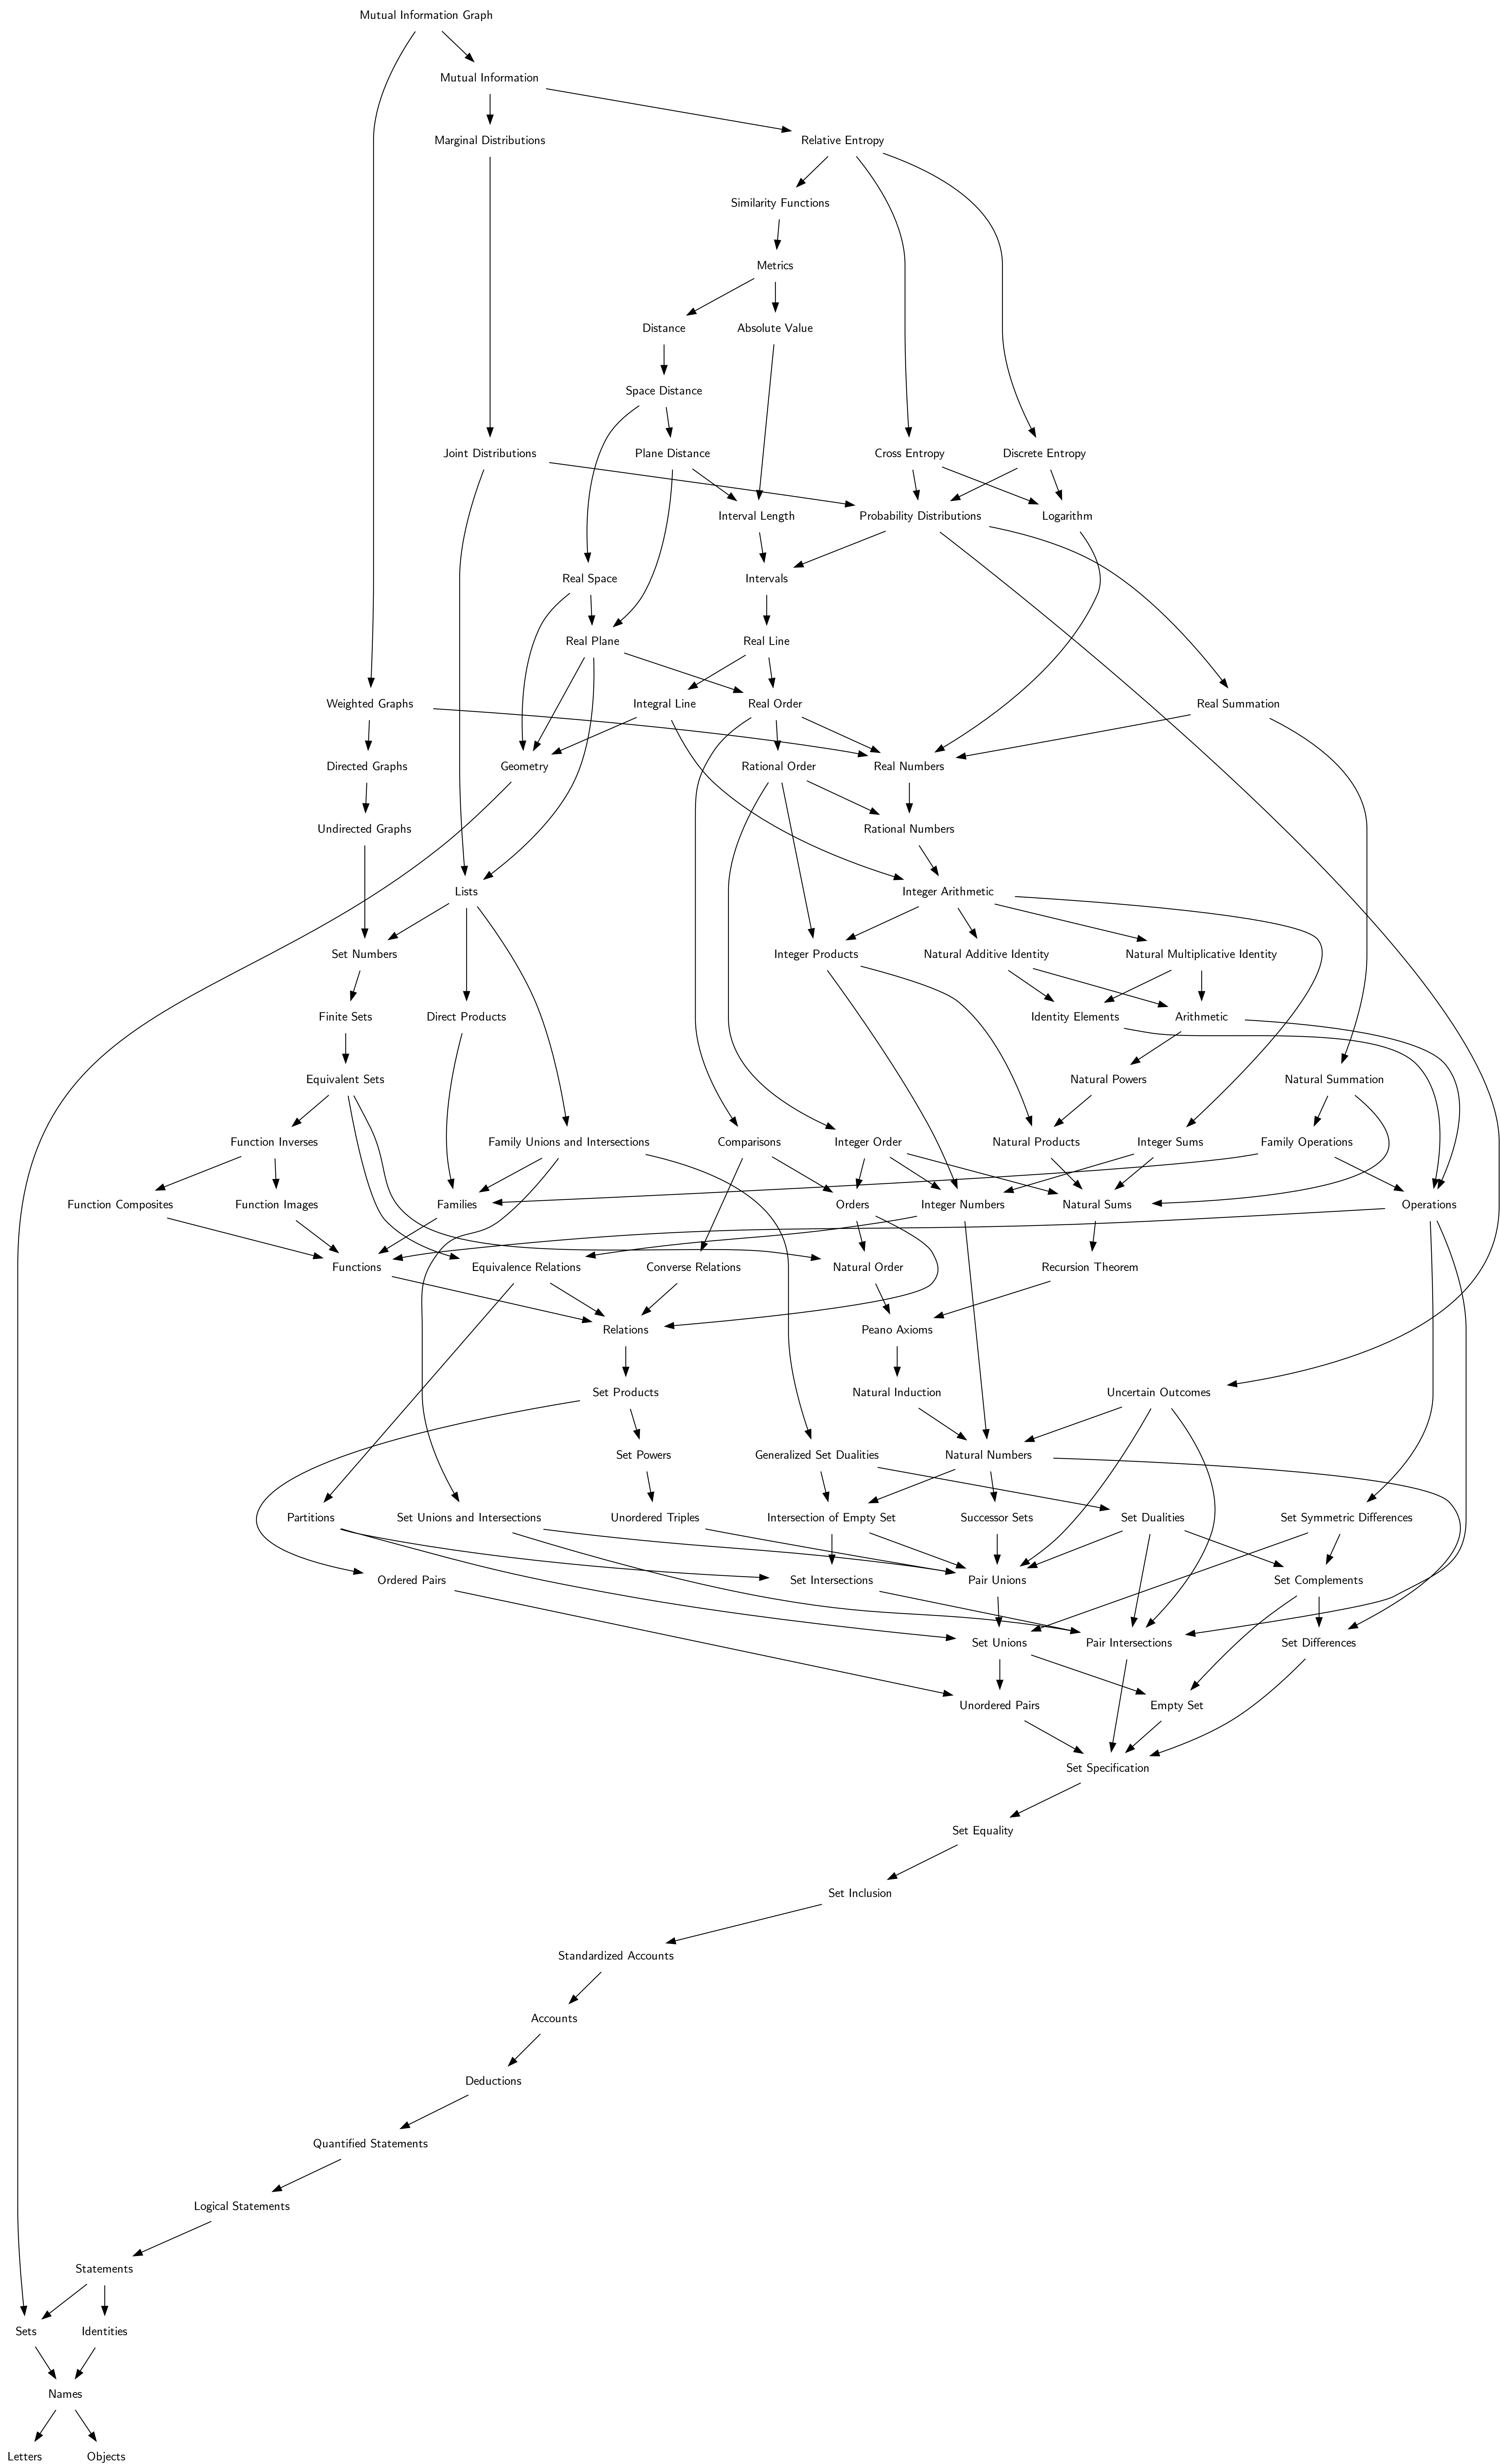 Mutual Information Graph
Mutual Information
Marginal Distributions
Relative Entropy
Similarity Functions
Metrics
Distance
Absolute Value
Space Distance
Joint Distributions
Plane Distance
Cross Entropy
Discrete Entropy
Interval Length
Probability Distributions
Logarithm
Real Space
Intervals
Real Plane
Real Line
Weighted Graphs
Integral Line
Real Order
Real Summation
Directed Graphs
Geometry
Rational Order
Real Numbers
Undirected Graphs
Rational Numbers
Lists
Integer Arithmetic
Set Numbers
Integer Products
Natural Additive Identity
Natural Multiplicative Identity
Finite Sets
Direct Products
Identity Elements
Arithmetic
Equivalent Sets
Natural Powers
Natural Summation
Function Inverses
Family Unions and Intersections
Comparisons
Integer Order
Natural Products
Integer Sums
Family Operations
Function Composites
Function Images
Families
Orders
Integer Numbers
Natural Sums
Operations
Functions
Equivalence Relations
Converse Relations
Natural Order
Recursion Theorem
Relations
Peano Axioms
Set Products
Natural Induction
Uncertain Outcomes
Set Powers
Generalized Set Dualities
Natural Numbers
Partitions
Set Unions and Intersections
Unordered Triples
Intersection of Empty Set
Successor Sets
Set Dualities
Set Symmetric Differences
Ordered Pairs
Set Intersections
Pair Unions
Set Complements
Set Unions
Pair Intersections
Set Differences
Unordered Pairs
Empty Set
Set Specification
Set Equality
Set Inclusion
Standardized Accounts
Accounts
Deductions
Quantified Statements
Logical Statements
Statements
Sets
Identities
Names
Letters
Objects